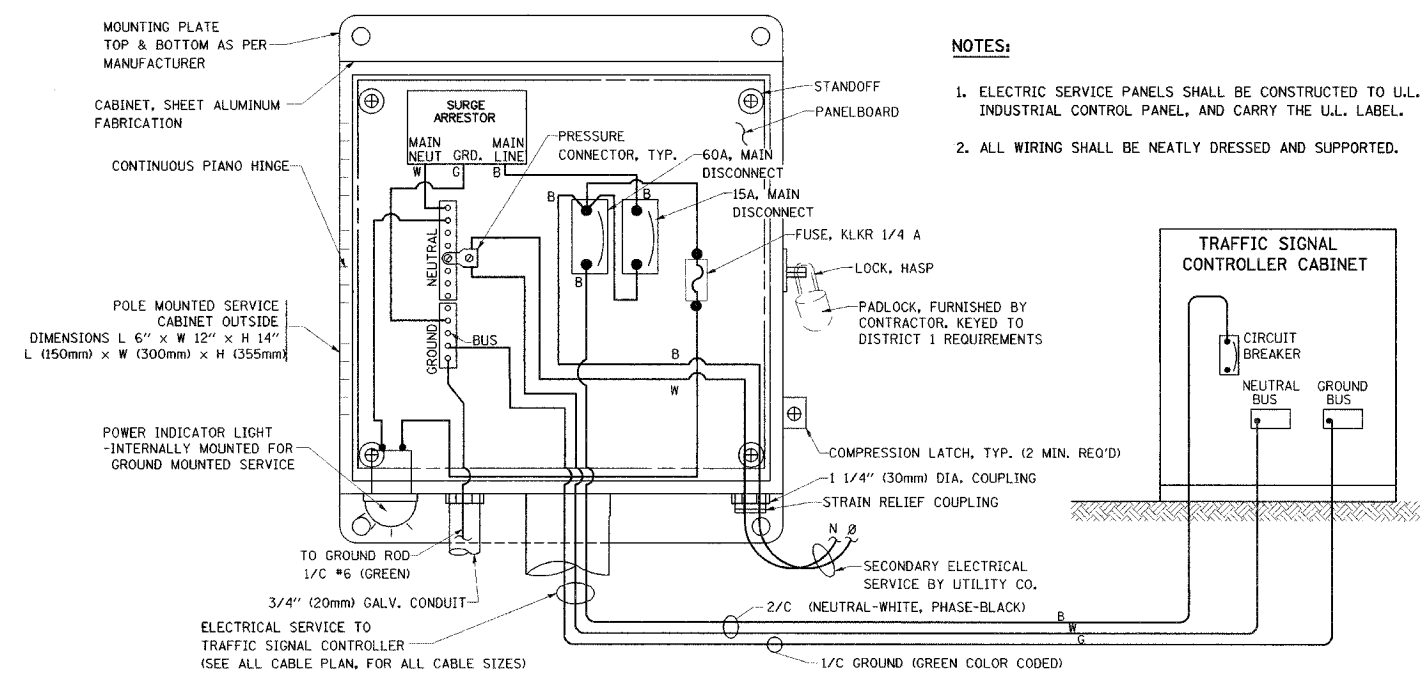 MOUNTING PLATE
TOP & BOTTOM AS PER
MANUFACTURER
CABINET, SHEET ALUMINUM
FABRICATION
CONTINUOUS PIANO HINGE
POLE MOUNTED SERVICE
CABINET OUTSIDE
DIMENSIONS L 6" x W 12" x H 14"
L (150mm) x W (300mm) x H (355mm)
POWER INDICATOR LIGHT
-INTERNALLY MOUNTED FOR
GROUND MOUNTED SERVICE
SURGE
ARRESTOR
MAIN
NEUT
GRD.
MAIN
LINE
W
G
B
NEUTRAL
GROUND
BUS
PRESSURE
CONNECTOR, TYP.
B
B
B
B
W
STANDOFF
PANELBOARD
60A, MAIN
DISCONNECT
15A, MAIN
DISCONNECT
FUSE, KLKR 1/4 A
LOCK, HASP
PADLOCK, FURNISHED BY
CONTRACTOR. KEYED TO
DISTRICT 1 REQUIREMENTS
COMPRESSION LATCH, TYP. (2 MIN. REQ'D)
1 1/4" (30mm) DIA. COUPLING
STRAIN RELIEF COUPLING
N Ø
SECONDARY ELECTRICAL
SERVICE BY UTILITY CO.
TO GROUND ROD
1/C #6 (GREEN)
3/4" (20mm) GALV. CONDUIT
ELECTRICAL SERVICE TO
TRAFFIC SIGNAL CONTROLLER
(SEE ALL CABLE PLAN, FOR ALL CABLE SIZES)
2/C (NEUTRAL-WHITE, PHASE-BLACK)
B
W
G
1/C GROUND (GREEN COLOR CODED)
NOTES:
1. ELECTRIC SERVICE PANELS SHALL BE CONSTRUCTED TO U.L.
INDUSTRIAL CONTROL PANEL, AND CARRY THE U.L. LABEL.
2. ALL WIRING SHALL BE NEATLY DRESSED AND SUPPORTED.
TRAFFIC SIGNAL
CONTROLLER CABINET
CIRCUIT
BREAKER
NEUTRAL
BUS
GROUND
BUS